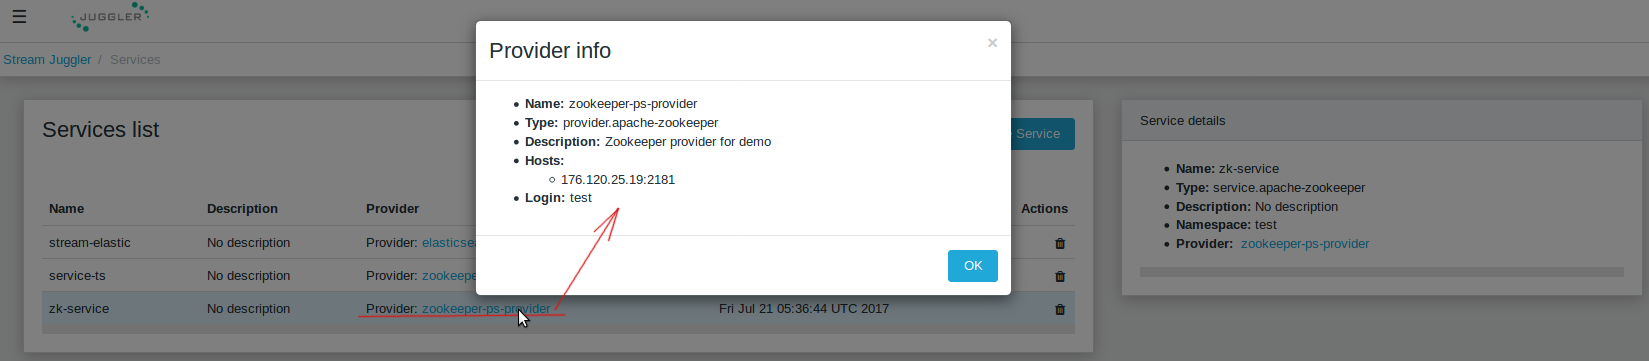 ☰ JUGGLER
Stream Juggler / Services
Provider info ×
Name: zookeeper-ps-provider
Type: provider.apache-zookeeper
Description: Zookeeper provider for demo
Hosts:
176.120.25.19:2181
Login: test
OK
Services list
Service
Name Description Provider Actions
stream-elastic No description Provider: elasticse
service-ts No description Provider: zookeepe
zk-service No description Provider: zookeeper-ps-provider Fri Jul 21 05:36:44 UTC 2017
Service details
Name: zk-service
Type: service.apache-zookeeper
Description: No description
Namespace: test
Provider: zookeeper-ps-provider